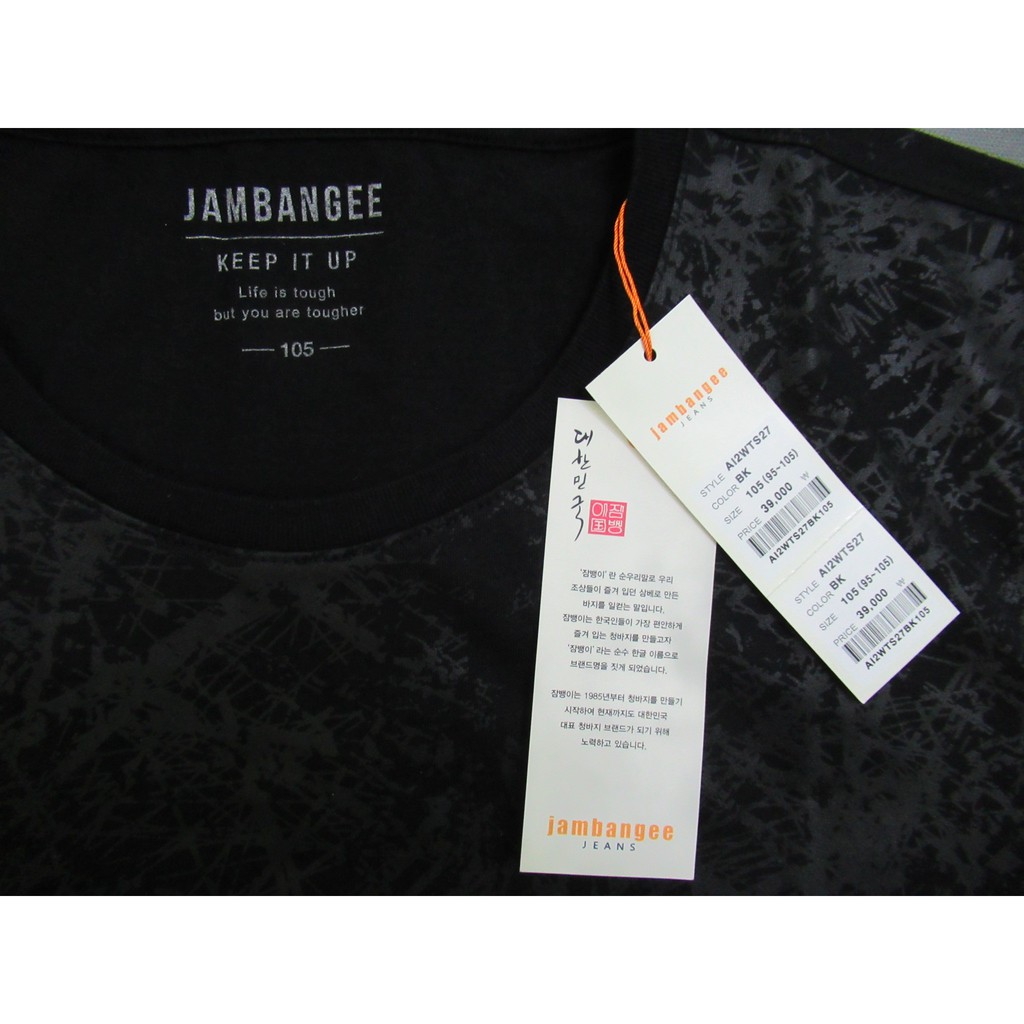 JAMBANGEE
KEEP IT UP
Life is tough
but you are tougher
105
대한민국
잠뱅
이国
'잠뱅이' 란 순우리말로 우리
조상들이 즐겨 입던 삼베로 만든
바지를 일컫는 말입니다.
잠뱅이는 한국인들이 가장 편안하게
즐겨 입는 청바지를 만들고자
'잠뱅이' 라는 순수 한글 이름으로
브랜드명을 짓게 되었습니다.
잠뱅이는 1985년부터 청바지를 만들기
시작하여 현재까지도 대한민국
대표 청바지 브랜드가 되기 위해
노력하고 있습니다.
jambangee
JEANS
jambangee
JEANS
STYLE AI2WTS27
COLOR BK
SIZE 105 (95~105)
PRICE 39,000 ₩
AI2WTS27BK105
STYLE AI2WTS27
COLOR BK
SIZE 105 (95~105)
PRICE 39,000 ₩
AI2WTS27BK105